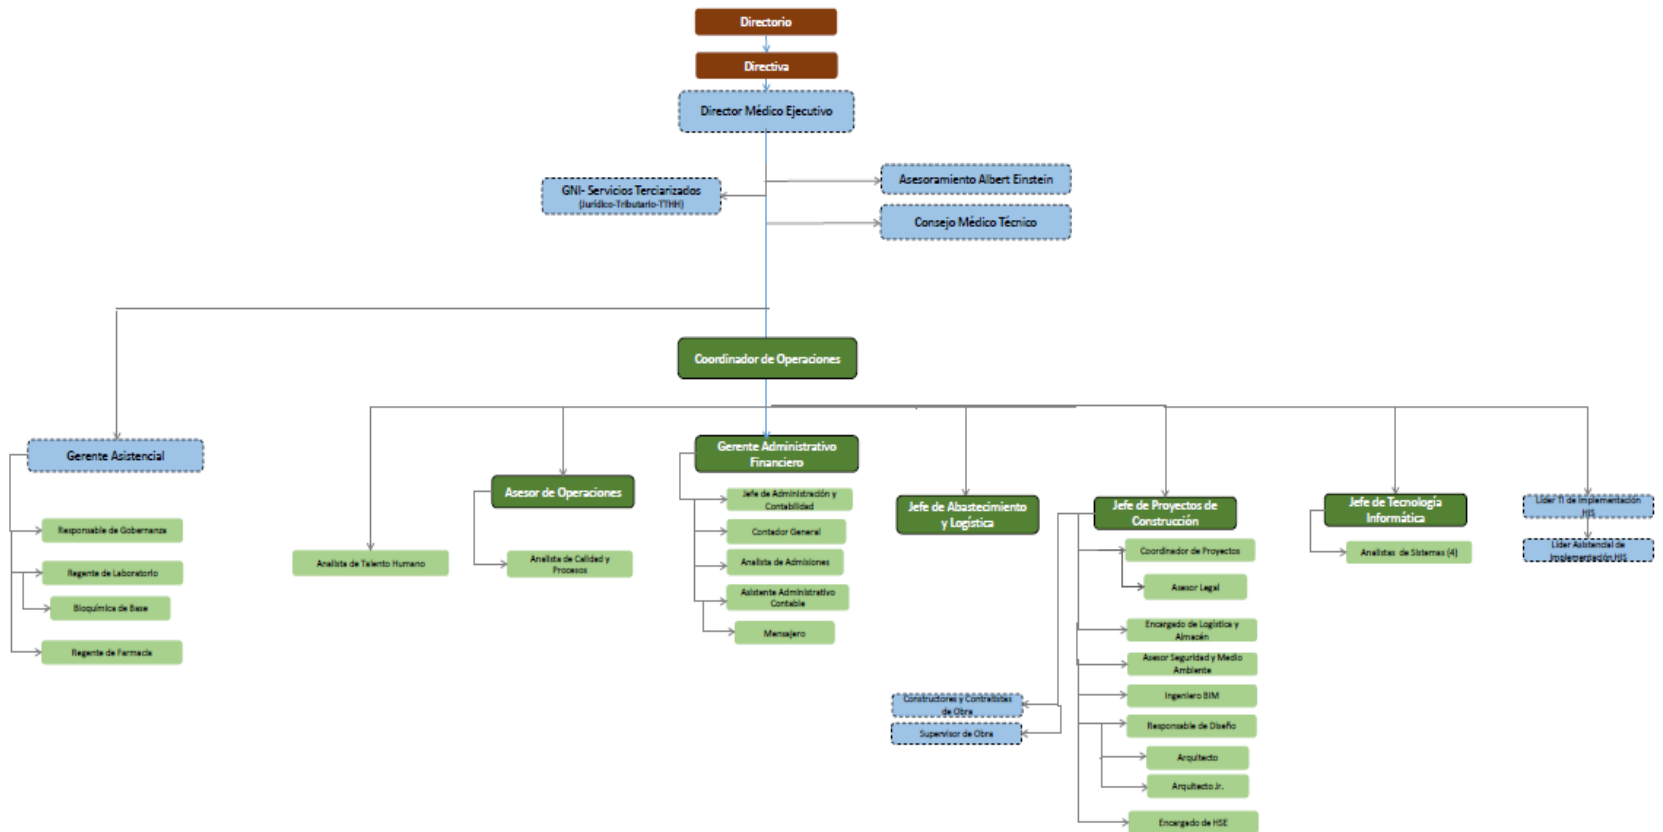 Directorio
Directiva
Director Médico Ejecutivo
GNI- Servicios Terciarizados
(Jurídico-Tributario-TTHH)
Asesoramiento Albert Einstein
Consejo Médico Técnico
Coordinador de Operaciones
Gerente Asistencial
Responsable de Gobernanza
Regente de Laboratorio
Bioquímica de Base
Regente de Farmacia
Analista de Talento Humano
Asesor de Operaciones
Analista de Calidad y
Procesos
Gerente Administrativo
Financiero
Jefe de Administración y
Contabilidad
Contador General
Analista de Admisiones
Asistente Administrativo
Contable
Mensajero
Jefe de Abastecimiento
y Logística
Jefe de Proyectos de
Construcción
Coordinador de Proyectos
Asesor Legal
Encargado de Logística y
Almacén
Asesor Seguridad y Medio
Ambiente
Ingeniero BIM
Responsable de Diseño
Arquitecto
Arquitecto Jr.
Encargado de HSE
Constructores y Contratistas
de Obra
Supervisor de Obra
Jefe de Tecnología
Informática
Analistas de Sistemas (4)
Líder TI de Implementación
HIS
Líder Asistencial de
Implementación HIS